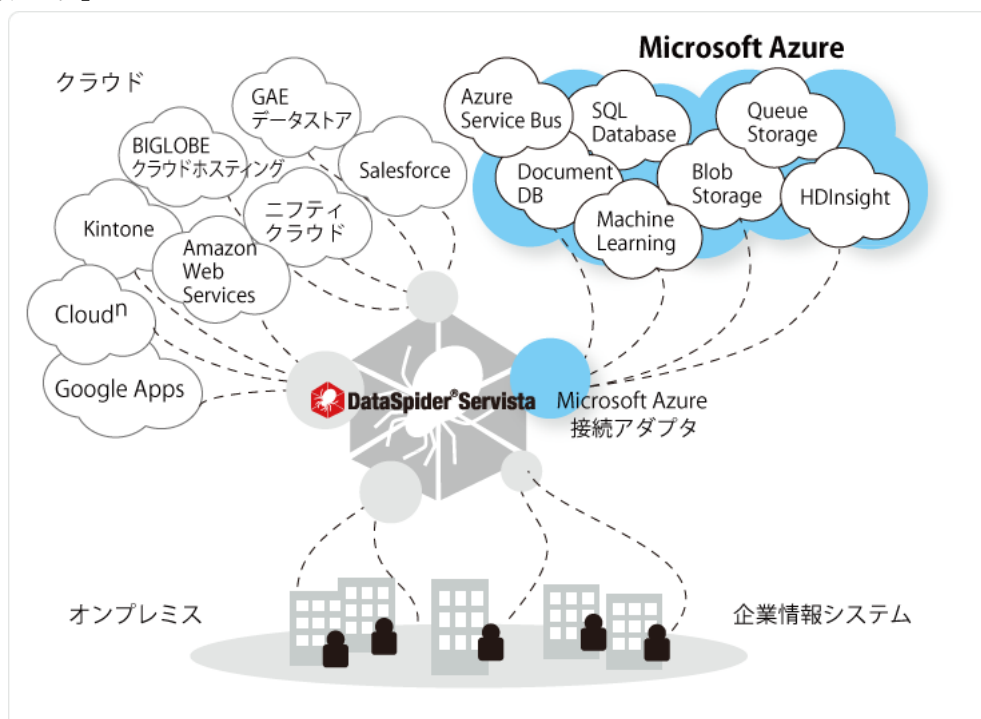 Microsoft Azure
クラウド
GAE
データストア
BIGLOBE
クラウドホスティング
Salesforce
Kintone
ニフティ
クラウド
Amazon
Web
Services
Cloudn
Google Apps
Azure
Service Bus
SQL
Database
Queue
Storage
Document
DB
Blob
Storage
HDInsight
Machine
Learning
DataSpider® Servista
Microsoft Azure
接続アダプタ
オンプレミス
企業情報システム